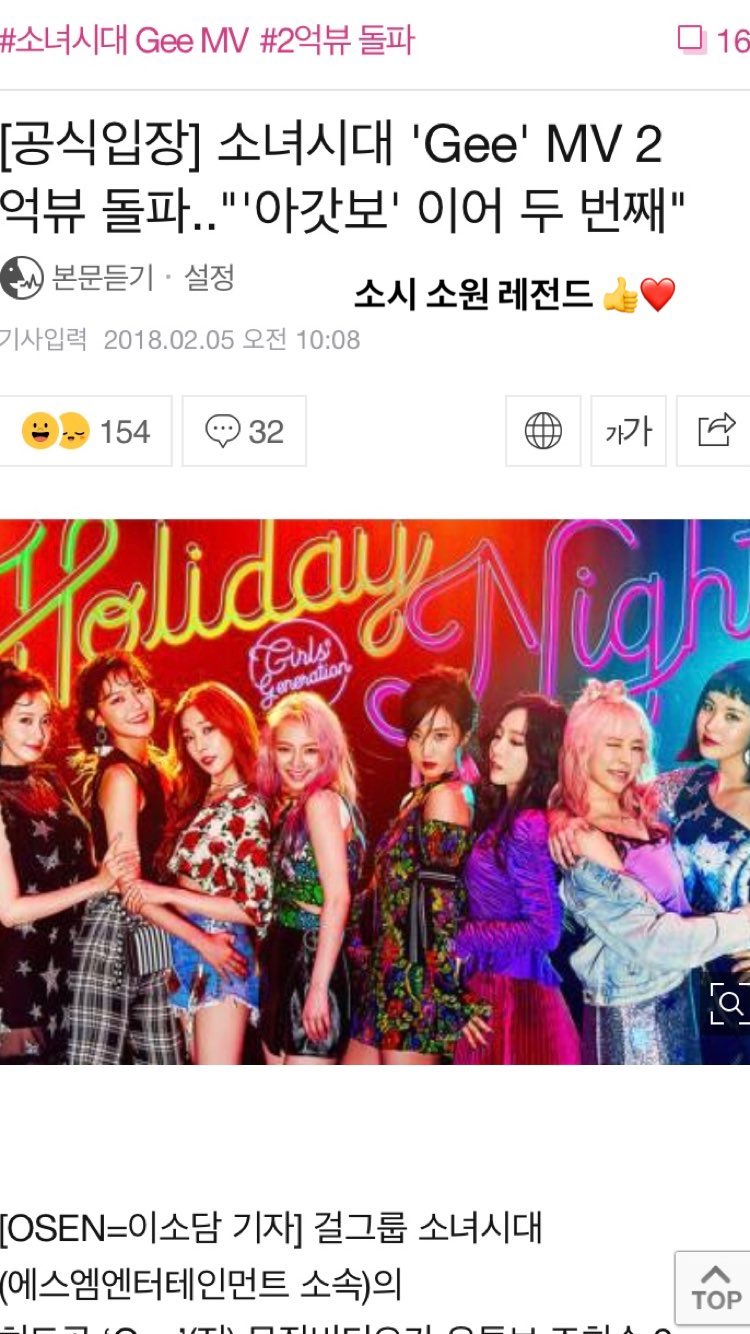 #소녀시대 Gee MV #2억뷰 돌파
16
[공식입장] 소녀시대 'Gee' MV 2
억뷰 돌파.."'아갓보' 이어 두 번째"
본문듣기 · 설정
소시 소원 레전드 👍❤️
기사입력 2018.02.05 오전 10:08
154
32
가가
Holiday Night
Girls'
Generation
[OSEN=이소담 기자] 걸그룹 소녀시대
(에스엠엔터테인먼트 소속)의
TOP